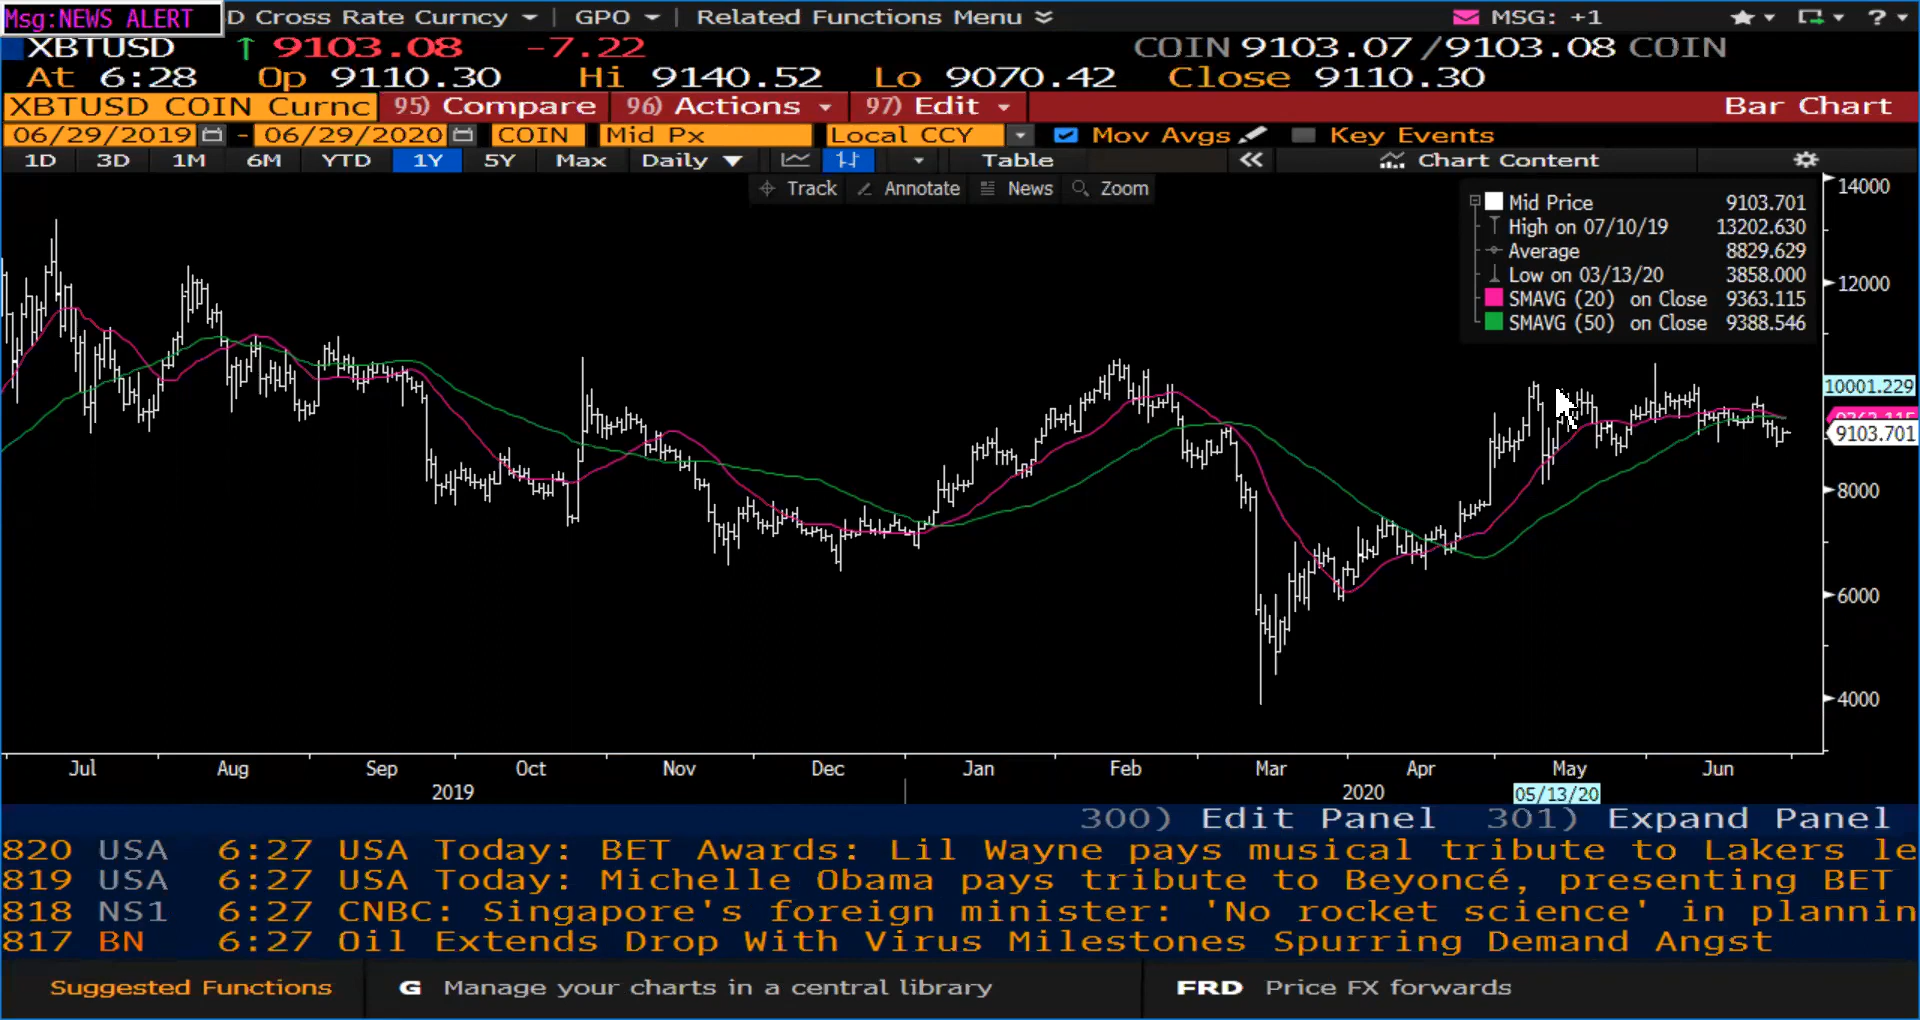 Msg:NEWS ALERT D Cross Rate Curncy GPO Related Functions Menu MSG: +1 ?
XBTUSD ↑ 9103.08 -7.22 COIN 9103.07 /9103.08 COIN
At 6:28 Op 9110.30 Hi 9140.52 Lo 9070.42 Close 9110.30
XBTUSD COIN Curnc 95) Compare 96) Actions 97) Edit Bar Chart
06/29/2019 - 06/29/2020 COIN Mid Px Local CCY Mov Avgs Key Events
1D 3D 1M 6M YTD 1Y 5Y Max Daily ▼ Table « Chart Content
Track Annotate News Zoom
14000
Mid Price 9103.701
High on 07/10/19 13202.630
Average 8829.629
Low on 03/13/20 3858.000
12000
SMAVG (20) on Close 9363.115
SMAVG (50) on Close 9388.546
10001.229
9363.115
9103.701
8000
6000
4000
Jul Aug Sep Oct Nov Dec Jan Feb Mar Apr May Jun
2019 2020 05/13/20
300) Edit Panel 301) Expand Panel
820 USA 6:27 USA Today: BET Awards: Lil Wayne pays musical tribute to Lakers le
819 USA 6:27 USA Today: Michelle Obama pays tribute to Beyoncé, presenting BET
818 NS1 6:27 CNBC: Singapore's foreign minister: 'No rocket science' in plannin
817 BN 6:27 Oil Extends Drop With Virus Milestones Spurring Demand Angst
Suggested Functions G Manage your charts in a central library FRD Price FX forwards